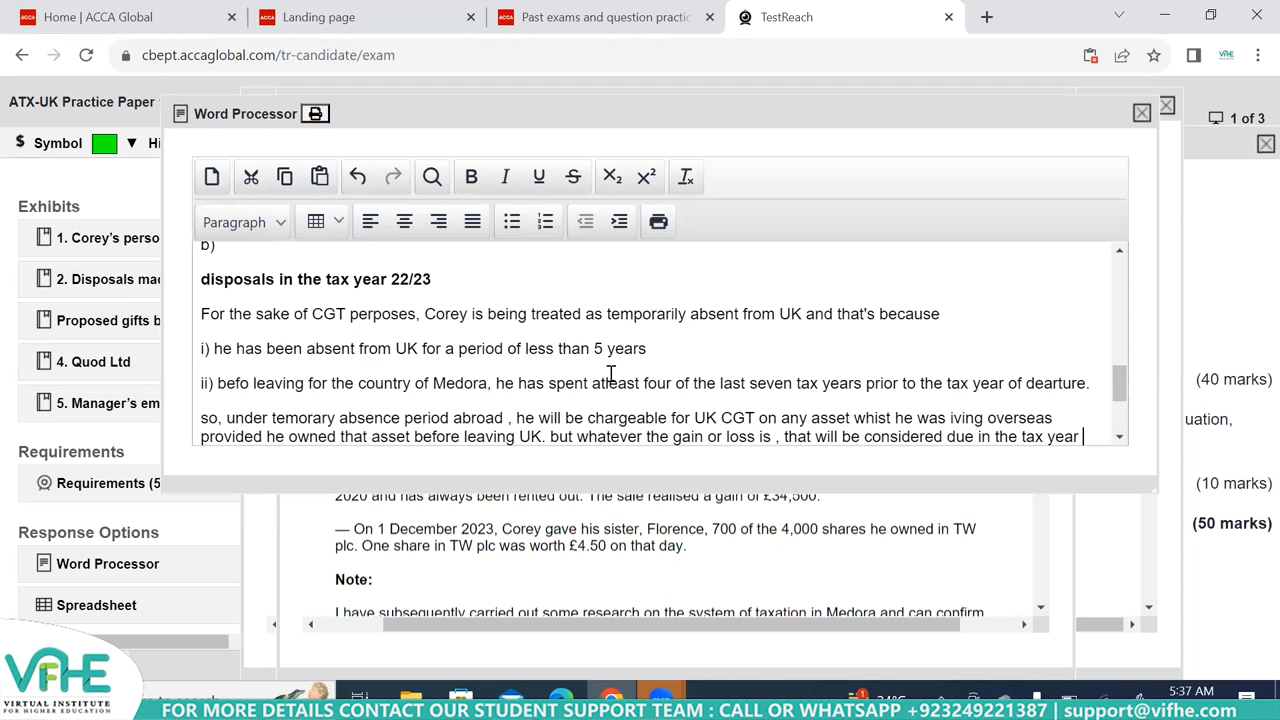 Home | ACCA Global
Landing page
Past exams and question practi
TestReach
cbept.accaglobal.com/tr-candidate/exam
ATX-UK Practice Paper
Word Processor
1 of 3
$ Symbol
Hi
Paragraph
Exhibits
1. Corey's perso
2. Disposals mad
Proposed gifts b
4. Quod Ltd
5. Manager's em
Requirements
Requirements (5
Response Options
Word Processor
Spreadsheet
b)
disposals in the tax year 22/23
For the sake of CGT perposes, Corey is being treated as temporarily absent from UK and that's because
i) he has been absent from UK for a period of less than 5 years
ii) befo leaving for the country of Medora, he has spent atleast four of the last seven tax years prior to the tax year of dearture.
so, under temorary absence period abroad , he will be chargeable for UK CGT on any asset whist he was iving overseas
provided he owned that asset before leaving UK. but whatever the gain or loss is , that will be considered due in the tax year
(40 marks)
uation,
(10 marks)
(50 marks)
2020 and has always been rented out. The sale realised a gain of £34,500.
— On 1 December 2023, Corey gave his sister, Florence, 700 of the 4,000 shares he owned in TW
plc. One share in TW plc was worth £4.50 on that day.
Note:
I have subsequently carried out some research on the system of taxation in Medora and can confirm
5:37 AM
VIFHE
VIRTUAL INSTITUTE
FOR HIGHER EDUCATION
FOR MORE DETAILS CONTACT OUR STUDENT SUPPORT TEAM : CALL OR WHATSAPP +923249221387 | support@vifhe.com